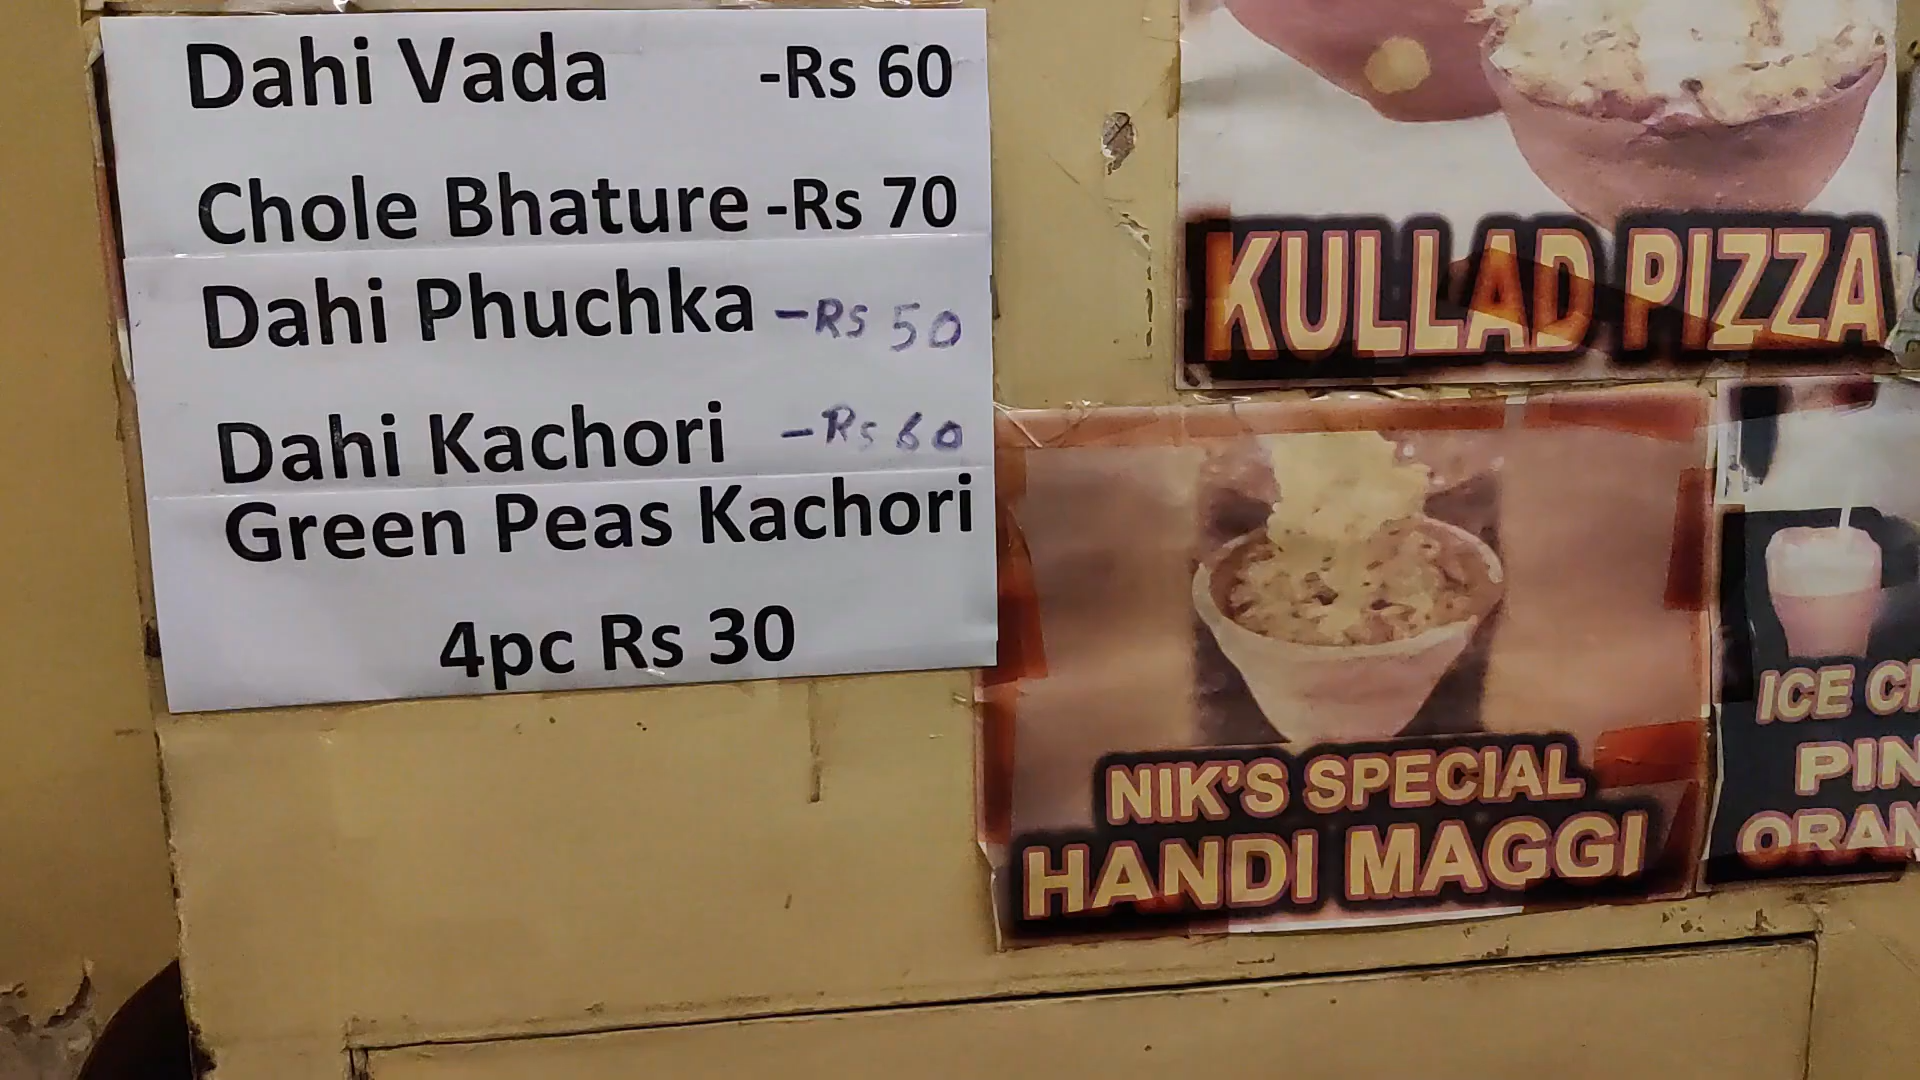 Dahi Vada -Rs 60
Chole Bhature -Rs 70
Dahi Phuchka -Rs 50
Dahi Kachori -Rs 60
Green Peas Kachori
4pc Rs 30
KULLAD PIZZA
NIK'S SPECIAL
HANDI MAGGI
ICE